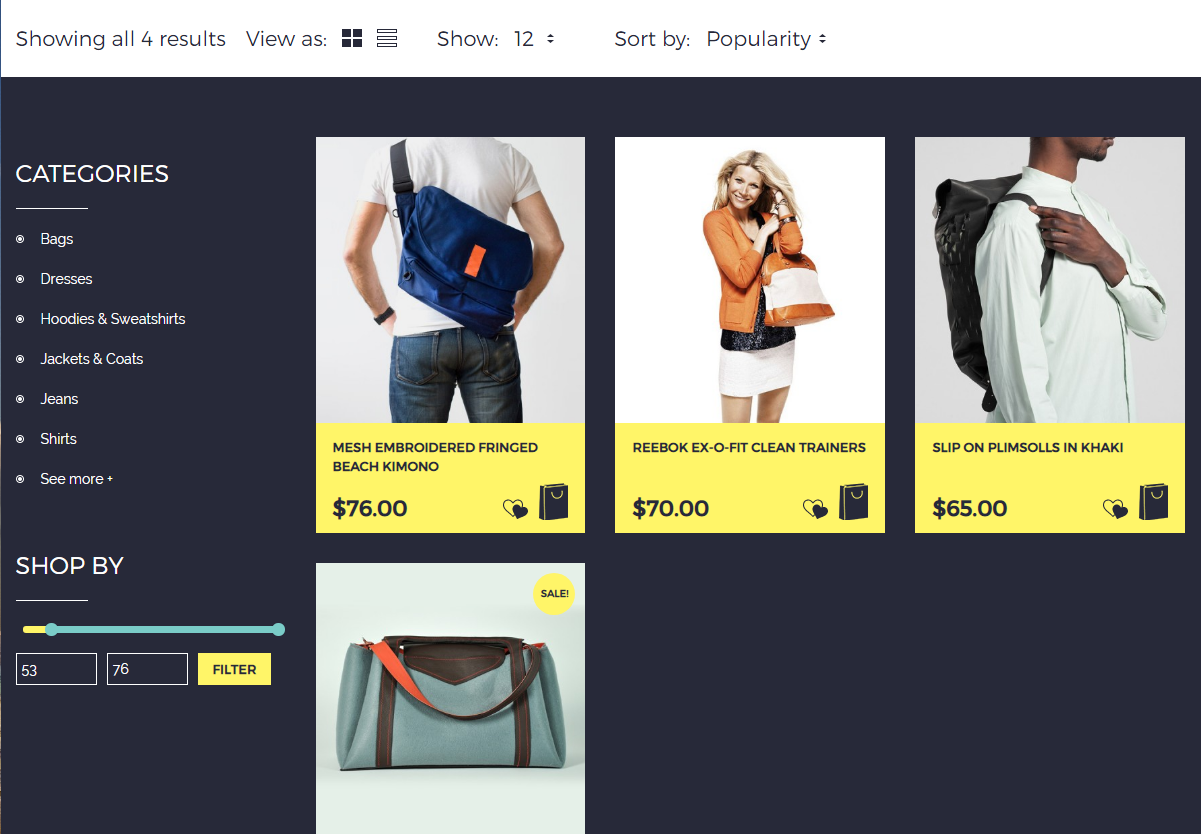 Showing all 4 results View as: Show: 12 Sort by: Popularity
CATEGORIES
Bags
Dresses
Hoodies & Sweatshirts
Jackets & Coats
Jeans
Shirts
See more +
SHOP BY
53 76 FILTER
MESH EMBROIDERED FRINGED
BEACH KIMONO
$76.00
REEBOK EX-O-FIT CLEAN TRAINERS
$70.00
SLIP ON PLIMSOLLS IN KHAKI
$65.00
SALE!